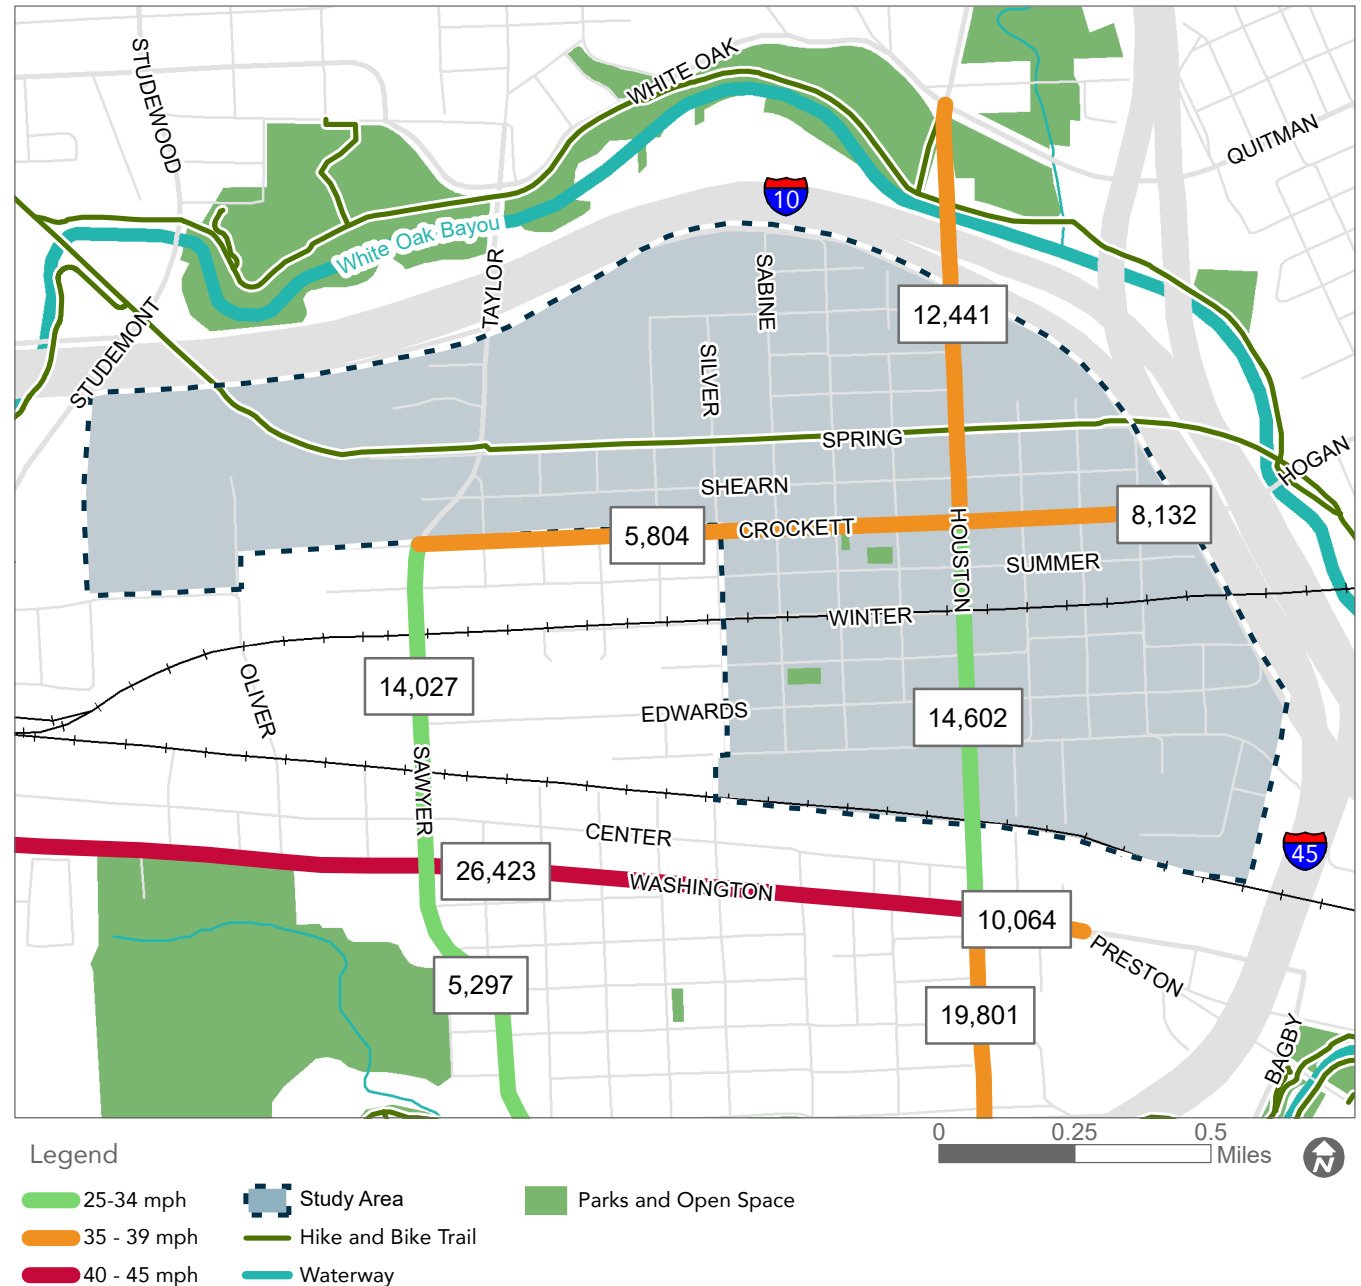 STUDEWOOD
WHITE OAK
QUITMAN
10
White Oak Bayou
TAYLOR
SABINE
12,441
STUDEMONT
SILVER
SPRING
HOGAN
SHEARN
5,804
CROCKETT
8,132
HOUSTON
SUMMER
WINTER
14,027
OLIVER
EDWARDS
14,602
SAWYER
CENTER
45
26,423
WASHINGTON
10,064
PRESTON
5,297
19,801
BAGBY
0 0.25 0.5
Miles
N
Legend
25-34 mph
Study Area
Parks and Open Space
35 - 39 mph
Hike and Bike Trail
40 - 45 mph
Waterway